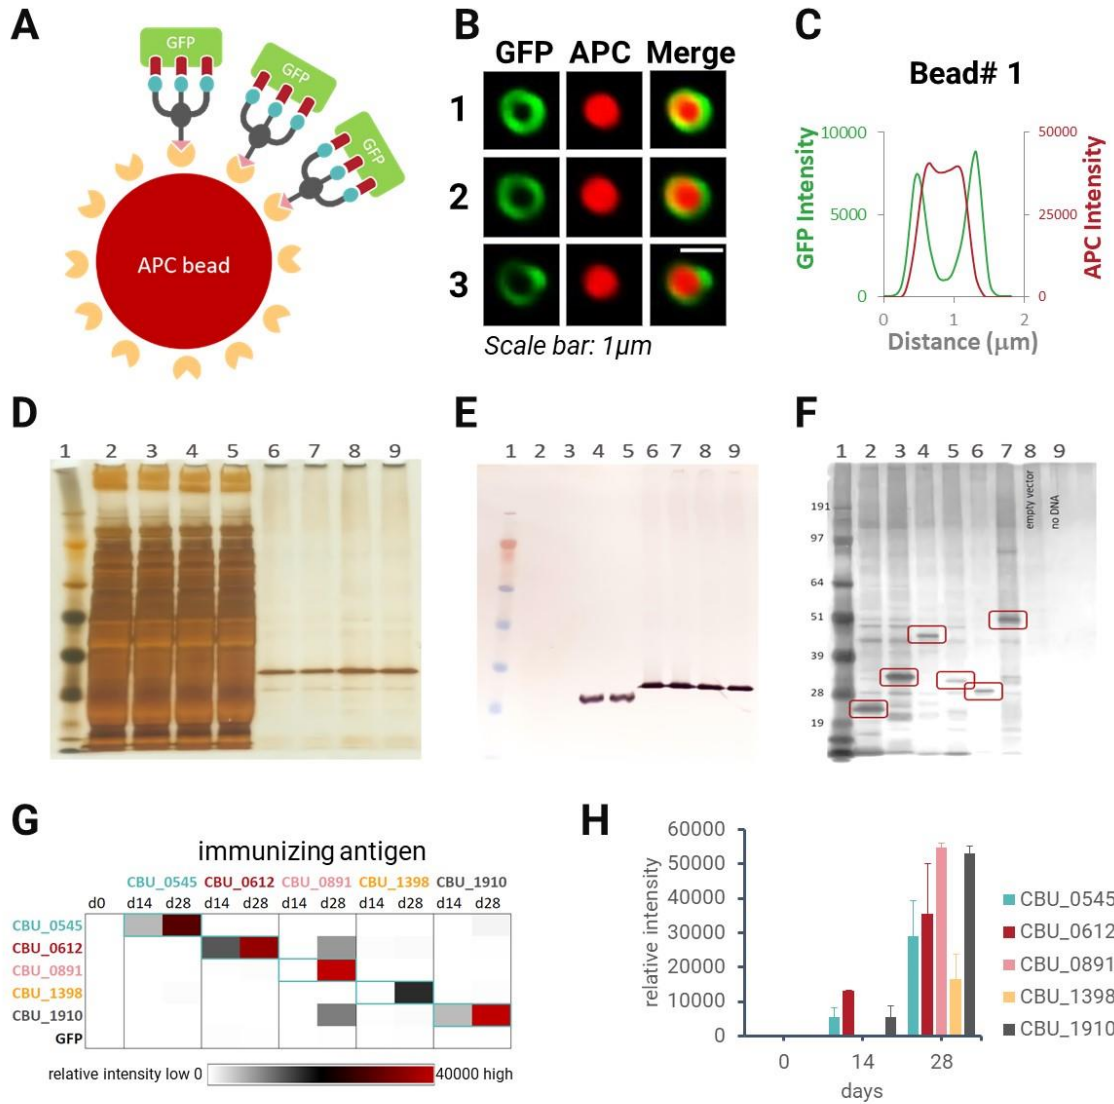 A
GFP
GFP
GFP
APC bead
B
GFP APC Merge
1
2
3
Scale bar: 1μm
C
Bead# 1
10000
5000
0
GFP Intensity
50000
25000
0
APC Intensity
0 1 2
Distance (μm)
D
1 2 3 4 5 6 7 8 9
E
1 2 3 4 5 6 7 8 9
F
1 2 3 4 5 6 7 8 9
empty vector
no DNA
191
97
64
51
39
28
19
G
immunizing antigen
CBU_0545 CBU_0612 CBU_0891 CBU_1398 CBU_1910
d0 d14 d28 d14 d28 d14 d28 d14 d28 d14 d28
CBU_0545
CBU_0612
CBU_0891
CBU_1398
CBU_1910
GFP
relative intensity low 0 40000 high
H
60000
50000
40000
30000
20000
10000
0
relative intensity
0 14 28
days
CBU_0545
CBU_0612
CBU_0891
CBU_1398
CBU_1910